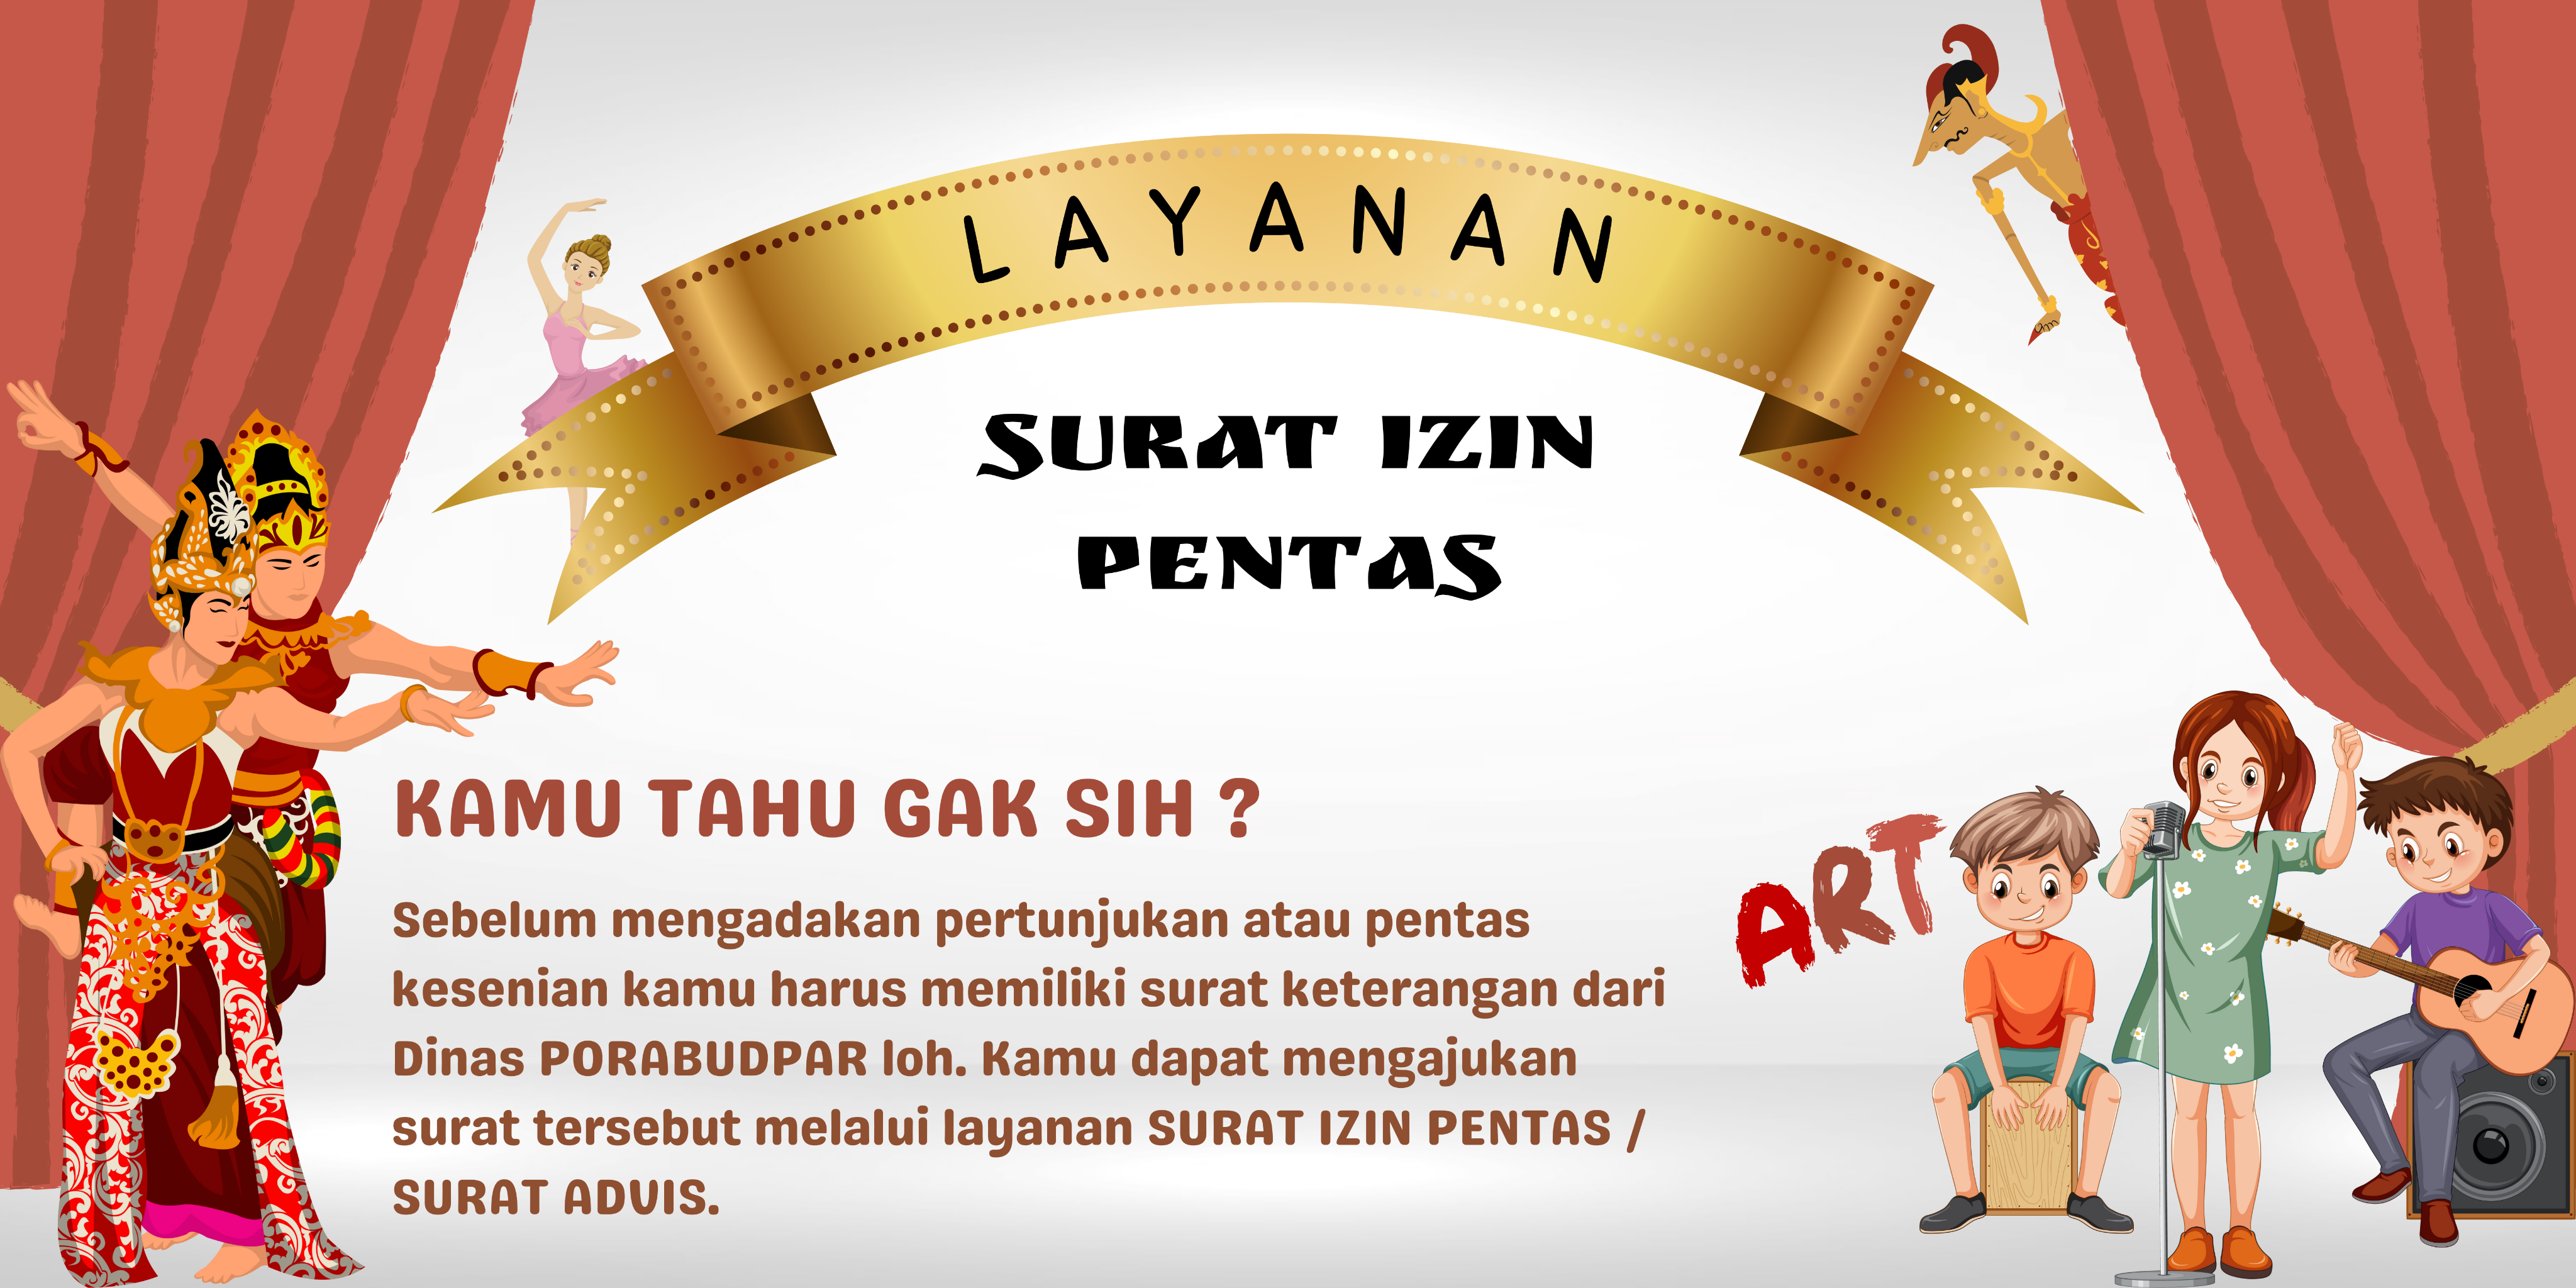 LAYANAN
SURAT IZIN
PENTAS
KAMU TAHU GAK SIH ?
Sebelum mengadakan pertunjukan atau pentas
kesenian kamu harus memiliki surat keterangan dari
Dinas PORABUDPAR loh. Kamu dapat mengajukan
surat tersebut melalui layanan SURAT IZIN PENTAS /
SURAT ADVIS.
ART